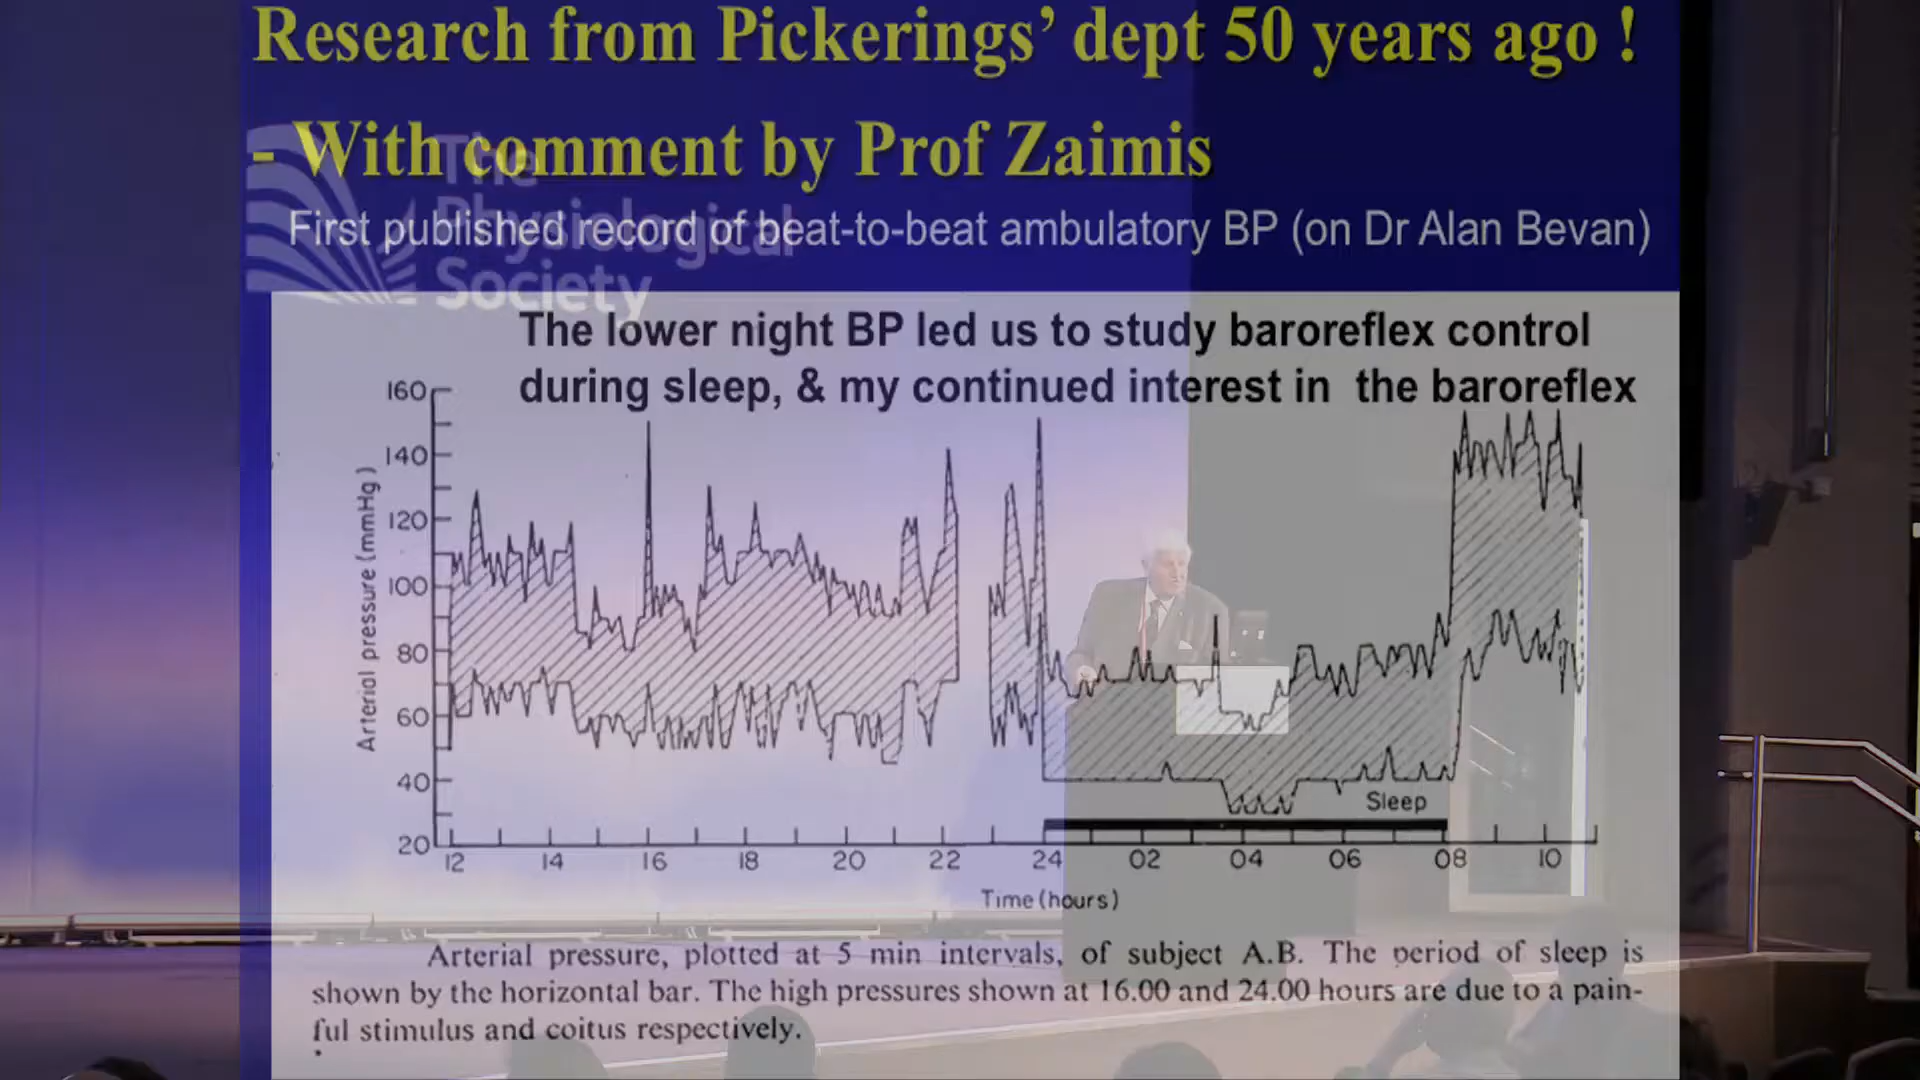 Research from Pickerings’ dept 50 years ago !
- With comment by Prof Zaimis
The
Physiological
Society
First published record of beat-to-beat ambulatory BP (on Dr Alan Bevan)
The lower night BP led us to study baroreflex control
during sleep, & my continued interest in the baroreflex
160
140
120
100
80
60
40
20
Arterial pressure (mmHg)
Sleep
12 14 16 18 20 22 24 02 04 06 08 10
Time (hours)
Arterial pressure, plotted at 5 min intervals, of subject A.B. The period of sleep is
shown by the horizontal bar. The high pressures shown at 16.00 and 24.00 hours are due to a pain-
ful stimulus and coitus respectively.